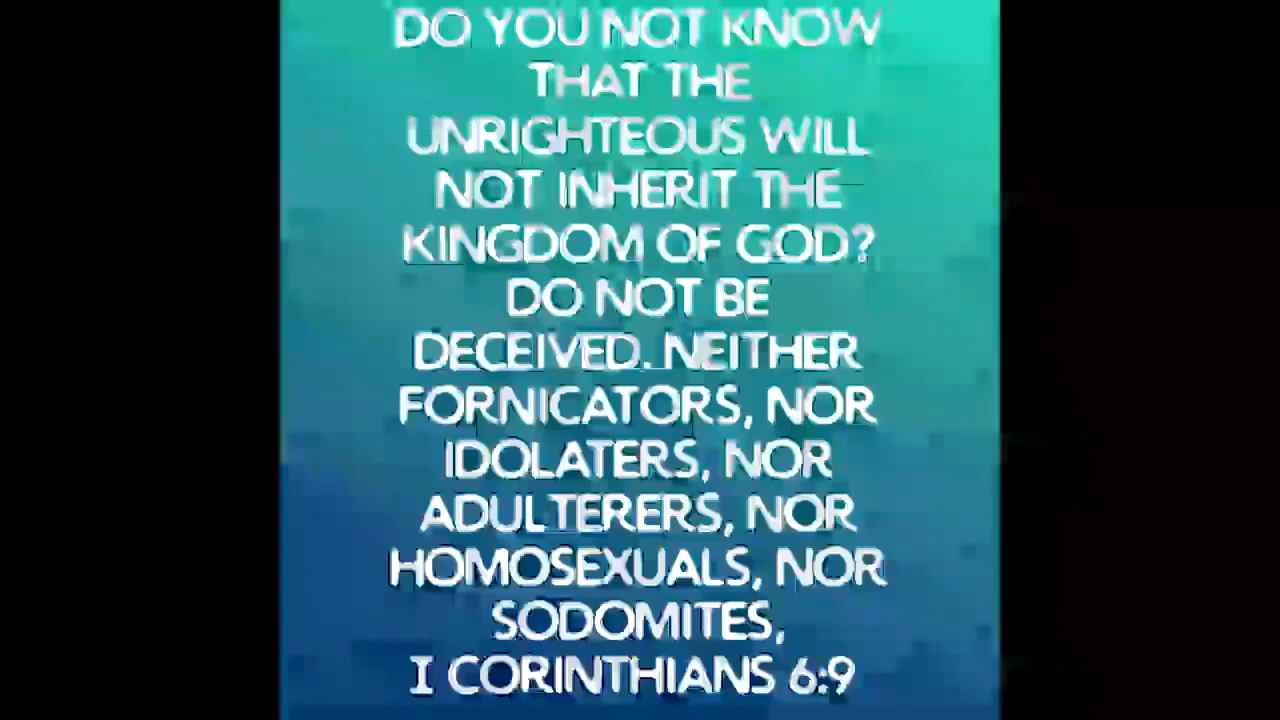 DO YOU NOT KNOW
THAT THE
UNRIGHTEOUS WILL
NOT INHERIT THE
KINGDOM OF GOD?
DO NOT BE
DECEIVED. NEITHER
FORNICATORS, NOR
IDOLATERS, NOR
ADULTERERS, NOR
HOMOSEXUALS, NOR
SODOMITES,
I CORINTHIANS 6:9